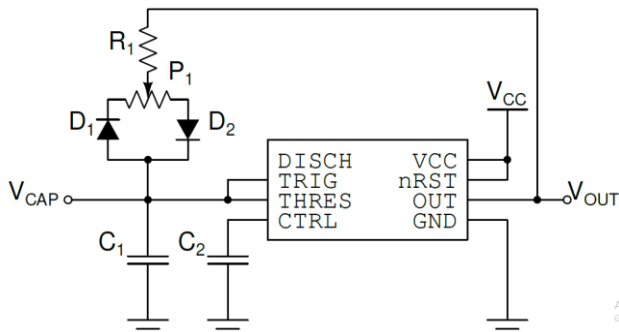 R1
P1
D1 D2
VCC
DISCH VCC
TRIG nRST
THRES OUT
CTRL GND
VCAP
VOUT
C1 C2